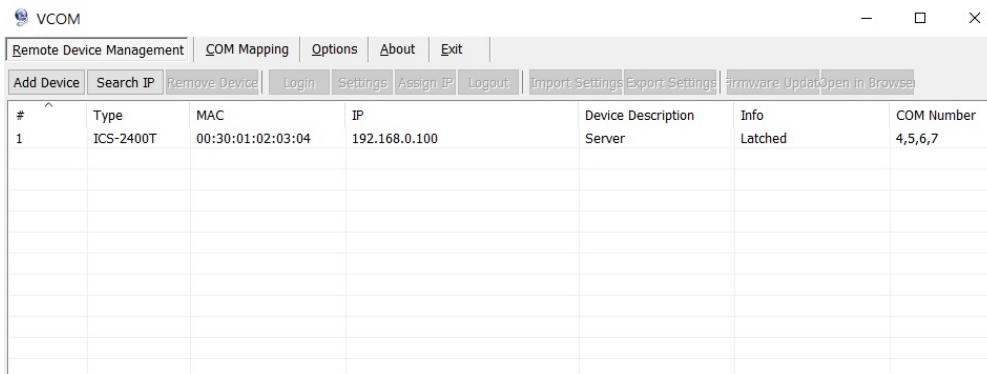 VCOM
Remote Device Management COM Mapping Options About Exit
Add Device Search IP Remove Device Login Settings Assign IP Logout Import Settings Export Settings Firmware Updat Open in Browser
# Type MAC IP Device Description Info COM Number
1 ICS-2400T 00:30:01:02:03:04 192.168.0.100 Server Latched 4,5,6,7